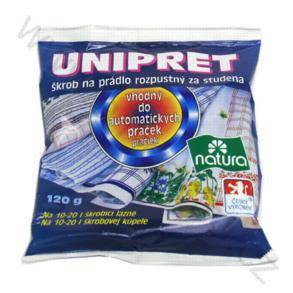 UNIPRET
škrob na prádlo rozpustný za studena
vhodný do
automatických
praček
práčiek
natura
120 g
ČESKÝ
VÝROBEK
Na 10-20 l škrobicí lázně
Na 10-20 l škrobovej kúpele